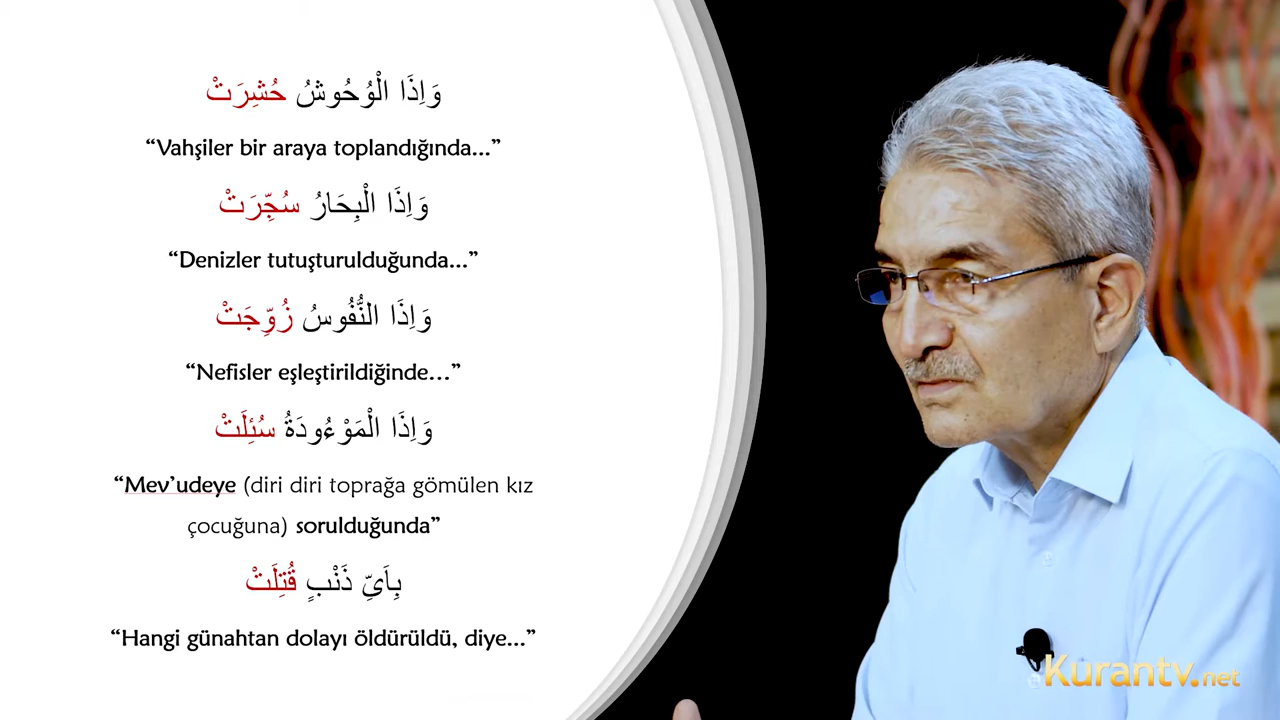 وَاِذَا الْوُحُوشُ حُشِرَتْ
“Vahşiler bir araya toplandığında...”
وَاِذَا الْبِحَارُ سُجِّرَتْ
“Denizler tutuşturulduğunda...”
وَاِذَا النُّفُوسُ زُوِّجَتْ
“Nefisler eşleştirildiğinde...”
وَاِذَا الْمَوْءُودَةُ سُئِلَتْ
“Mev’udeye (diri diri toprağa gömülen kız
çocuğuna) sorulduğunda”
بِاَيِّ ذَنْبٍ قُتِلَتْ
“Hangi günahtan dolayı öldürüldü, diye...”
Kurantv.net